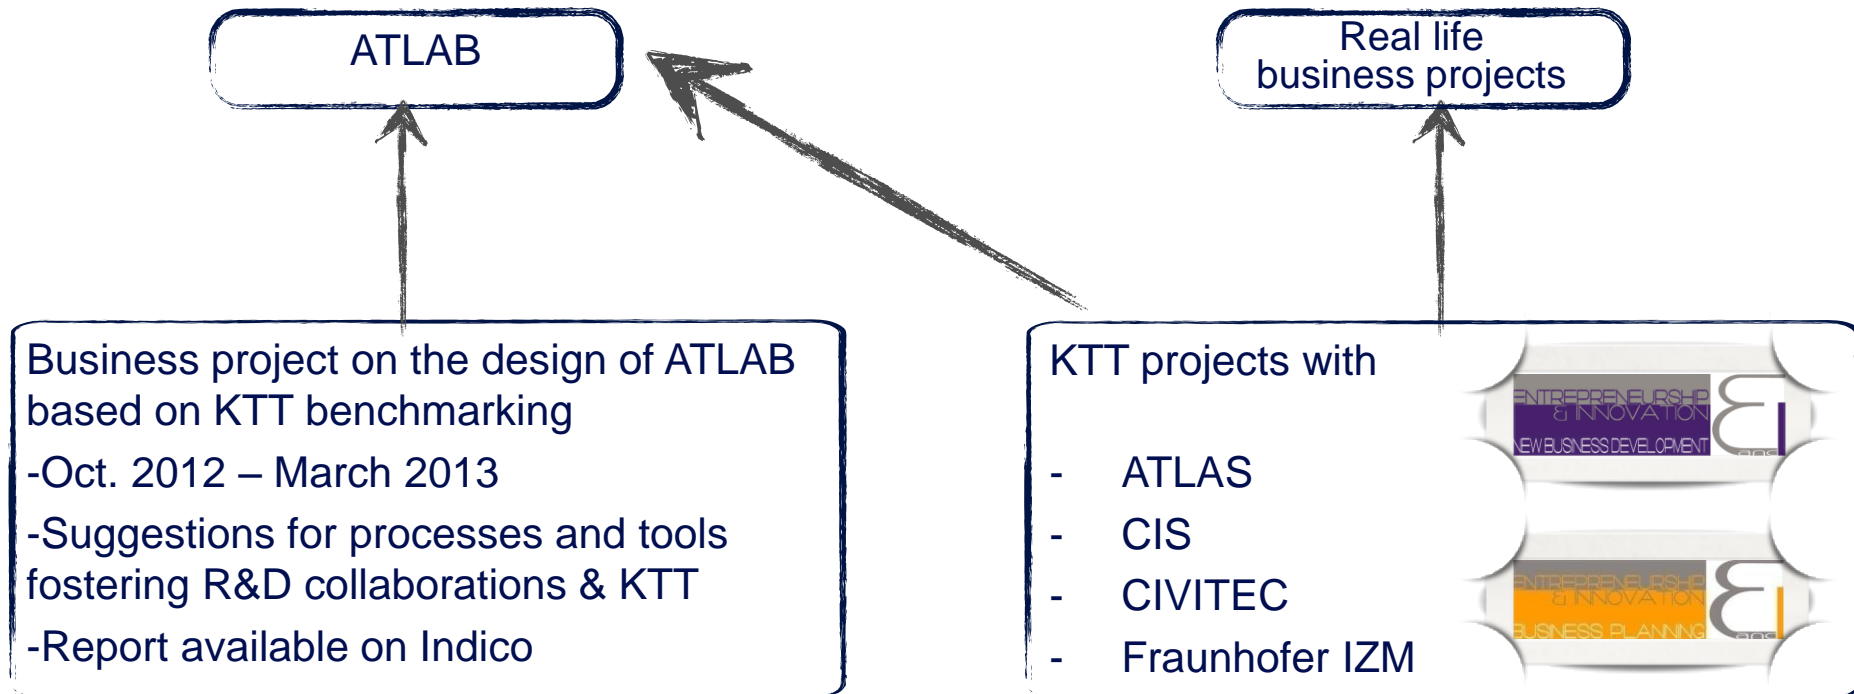 ATLAB
Real life
business projects
Business project on the design of ATLAB
based on KTT benchmarking
-Oct. 2012 – March 2013
-Suggestions for processes and tools
fostering R&D collaborations & KTT
-Report available on Indico
KTT projects with
- ATLAS
- CIS
- CIVITEC
- Fraunhofer IZM
ENTREPRENEURSHIP
& INNOVATION
NEW BUSINESS DEVELOPMENT
ENTREPRENEURSHIP
& INNOVATION
BUSINESS PLANNING